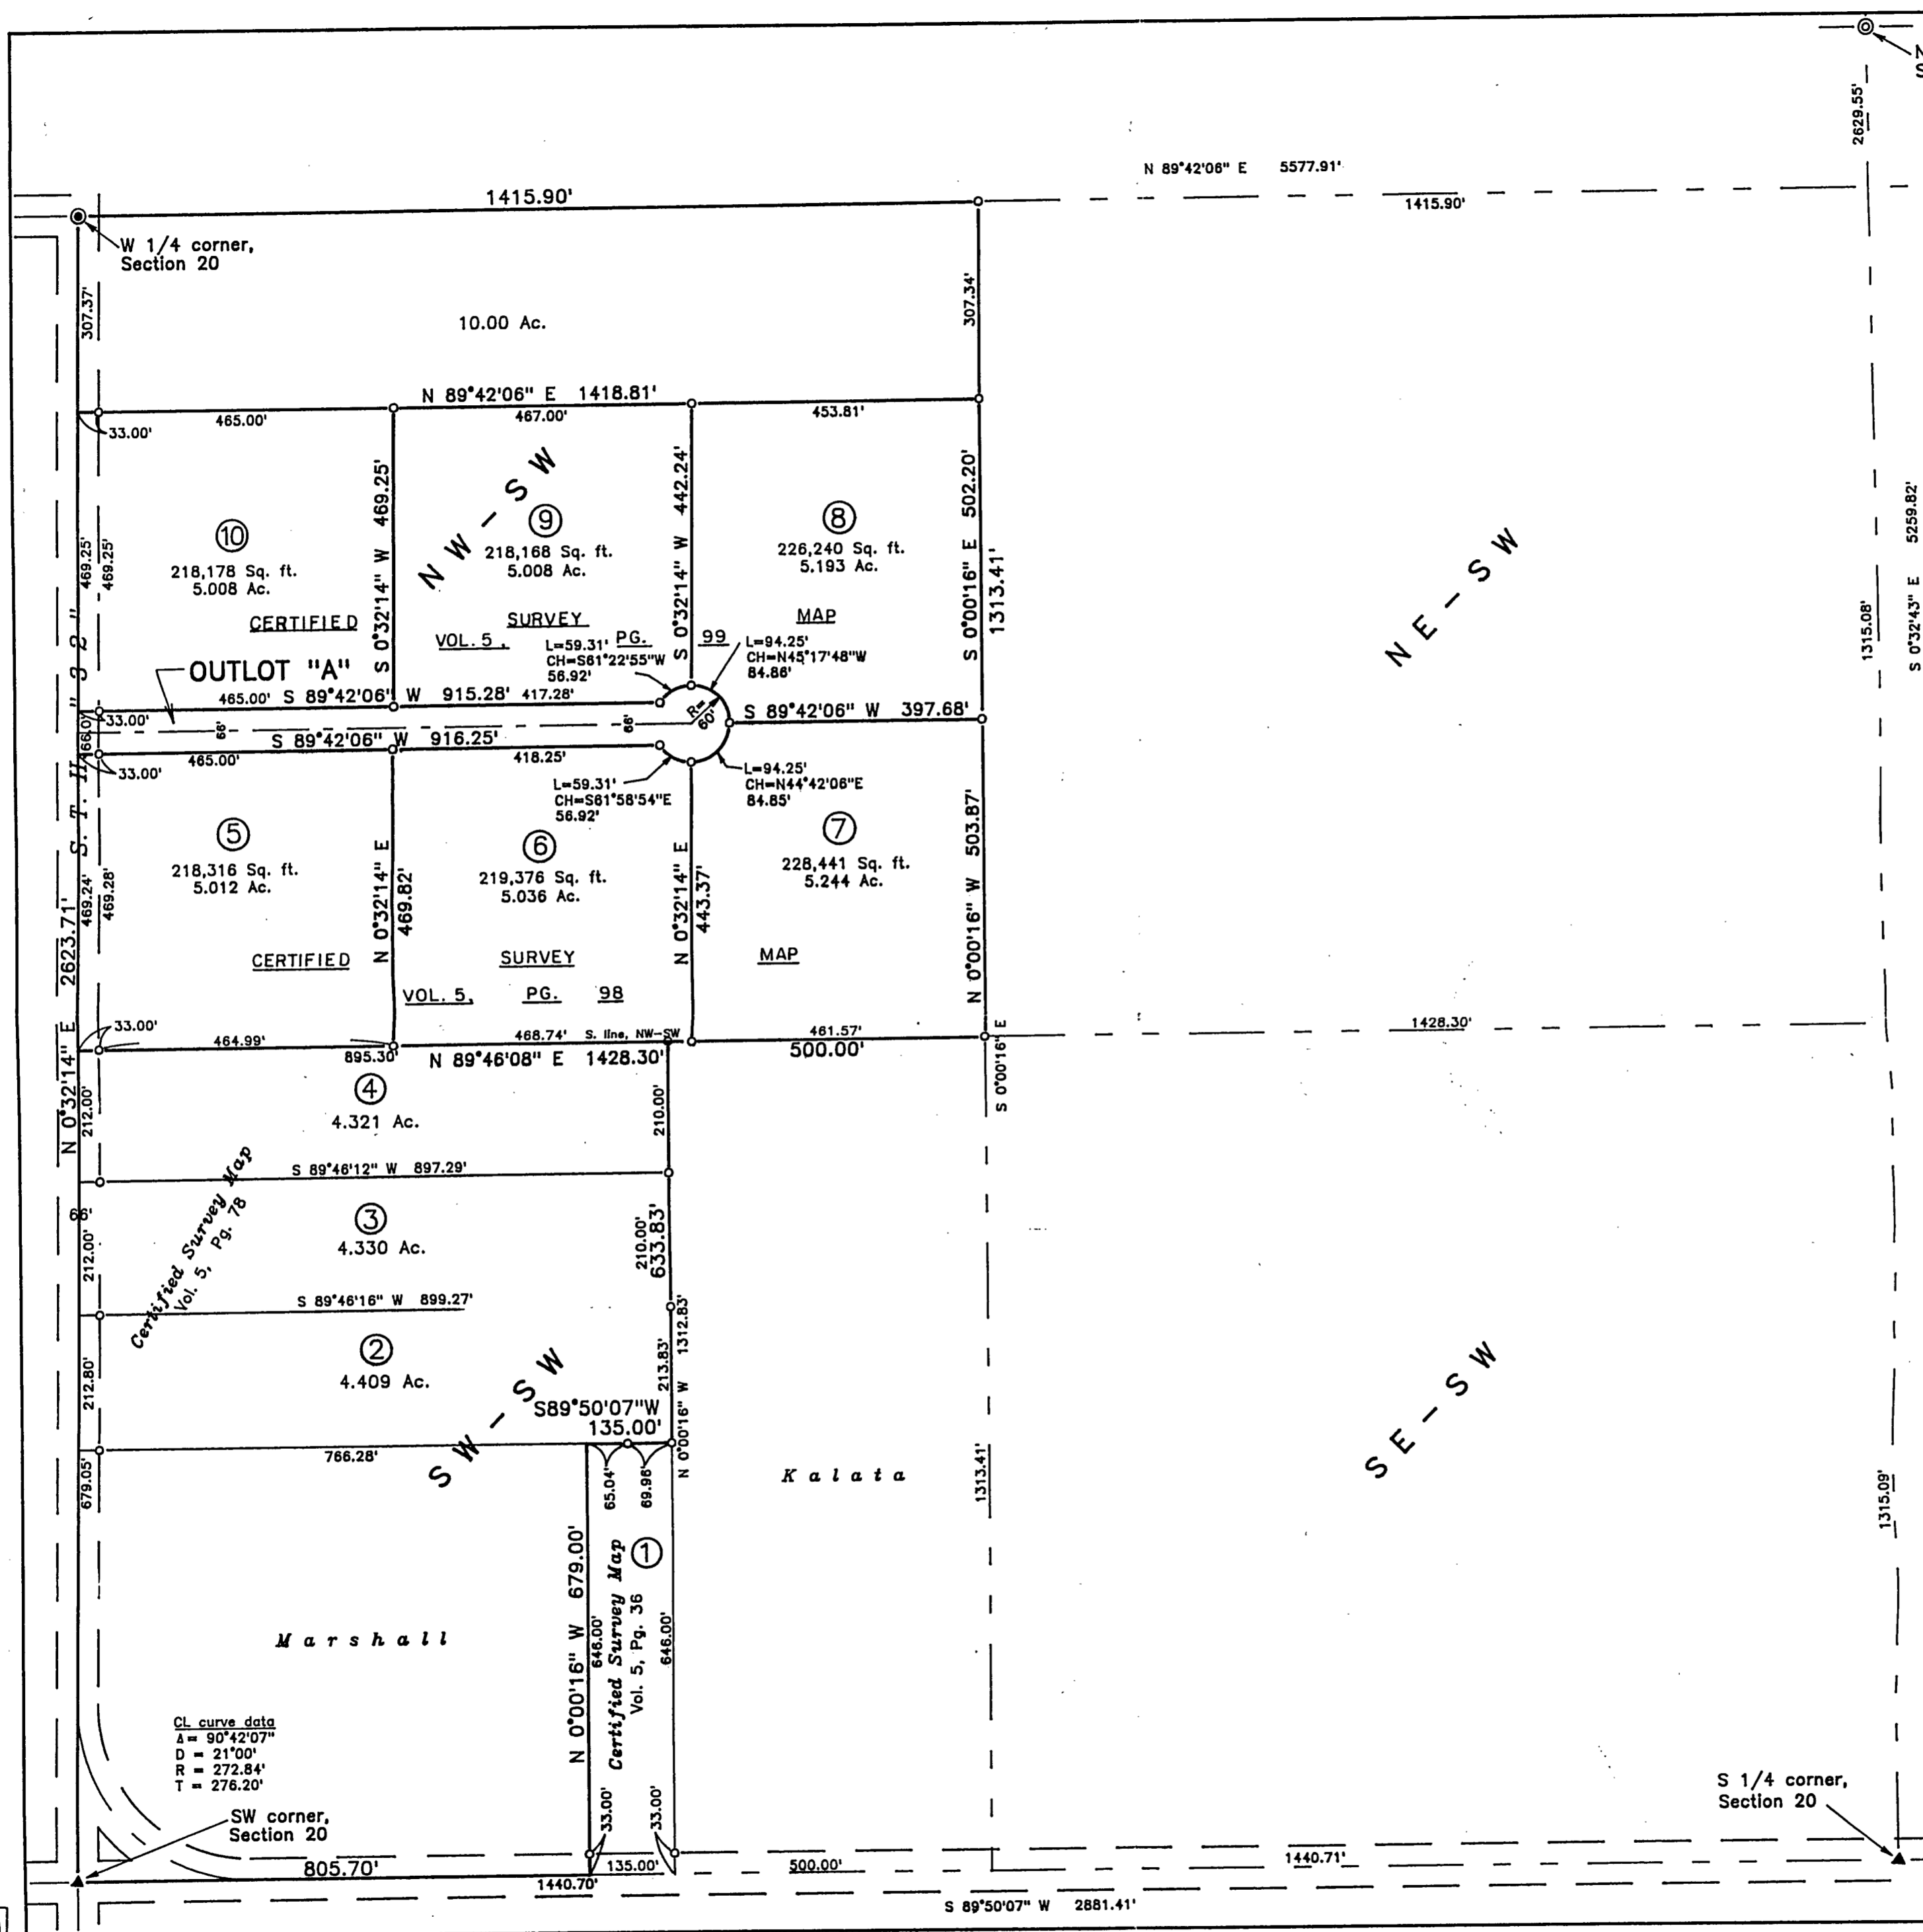 N
S
2629.55'
N 89°42'06" E 5577.91'
1415.90'
1415.90'
W 1/4 corner,
Section 20
307.37'
307.34'
10.00 Ac.
N 89°42'06" E 1418.81'
465.00'
467.00'
453.81'
33.00'
469.25'
469.25'
S 0°32'14" W 469.25'
NW-SW
S 0°32'14" W 442.24'
S 0°00'16" E 502.20'
1313.41'
NE-SW
1315.08'
S 0°32'43" E 5259.82'
10
218,178 Sq. ft.
5.008 Ac.
9
218,168 Sq. ft.
5.008 Ac.
8
226,240 Sq. ft.
5.193 Ac.
CERTIFIED SURVEY MAP
VOL. 5, PG. 99
L=59.31'
CH=S61°22'55"W
56.92'
L=94.25'
CH=N45°17'48"W
84.86'
OUTLOT "A"
465.00' S 89°42'06" W 915.28' 417.28'
33.00'
66.00'
66'
66'
R=
60'
S 89°42'06" W 397.68'
S 89°42'06" W 916.25'
465.00'
418.25'
33.00'
S.T.H. "32"
L=59.31'
CH=S61°58'54"E
56.92'
L=94.25'
CH=N44°42'06"E
84.85'
5
218,316 Sq. ft.
5.012 Ac.
6
219,376 Sq. ft.
5.036 Ac.
7
228,441 Sq. ft.
5.244 Ac.
469.24'
469.28'
N 0°32'14" E
469.82'
N 0°32'14" E
443.37'
N 0°00'16" W 503.87'
CERTIFIED SURVEY MAP
VOL. 5, PG. 98
N 0°32'14" E 2623.71'
33.00'
464.99'
468.74' S. line, NW-SW
461.57'
1428.30'
895.30'
N 89°46'08" E 1428.30'
500.00'
S 0°00'16" E
4
4.321 Ac.
212.00'
210.00'
S 89°46'12" W 897.29'
Certified Survey Map
Vol. 5, Pg. 78
66'
3
4.330 Ac.
212.00'
210.00'
633.83'
S 89°46'16" W 899.27'
1312.83'
N 0°00'16" W
2
4.409 Ac.
212.80'
213.83'
SW-SW
S89°50'07"W
135.00'
SE-SW
766.28'
679.05'
65.04'
69.96'
Kalata
1313.41'
1315.09'
N 0°00'16" W 679.00'
646.00'
Certified Survey Map
Vol. 5, Pg. 36
1
646.00'
Marshall
CL curve data
Δ = 90°42'07"
D = 21°00'
R = 272.84'
T = 276.20'
SW corner,
Section 20
S 1/4 corner,
Section 20
33.00'
33.00'
805.70'
135.00'
500.00'
1440.71'
1440.70'
S 89°50'07" W 2881.41'